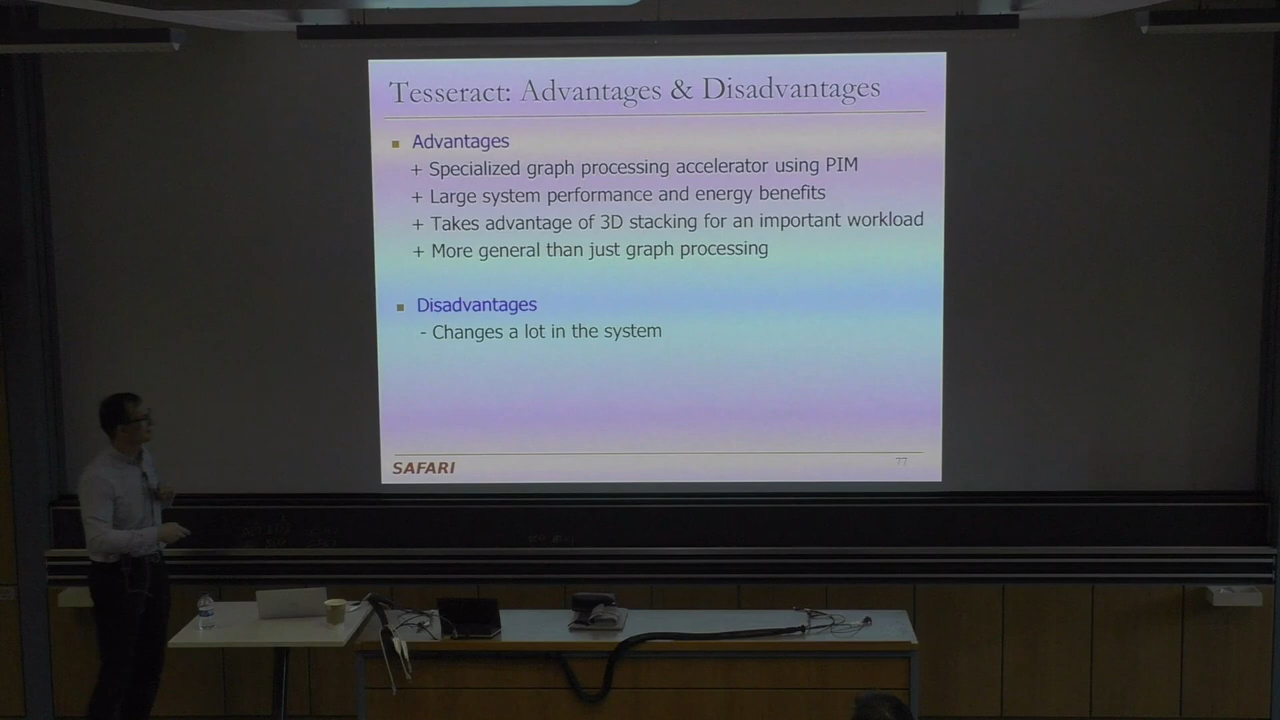 Tesseract: Advantages & Disadvantages
Advantages
+ Specialized graph processing accelerator using PIM
+ Large system performance and energy benefits
+ Takes advantage of 3D stacking for an important workload
+ More general than just graph processing
Disadvantages
- Changes a lot in the system
SAFARI
77